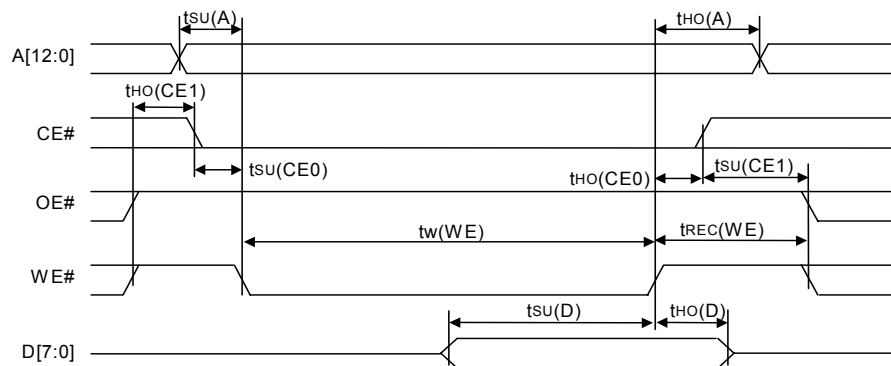 tSU(A)
tHO(A)
A[12:0]
tHO(CE1)
CE#
tSU(CE0)
tHO(CE0)
tSU(CE1)
OE#
tw(WE)
tREC(WE)
WE#
tSU(D)
tHO(D)
D[7:0]